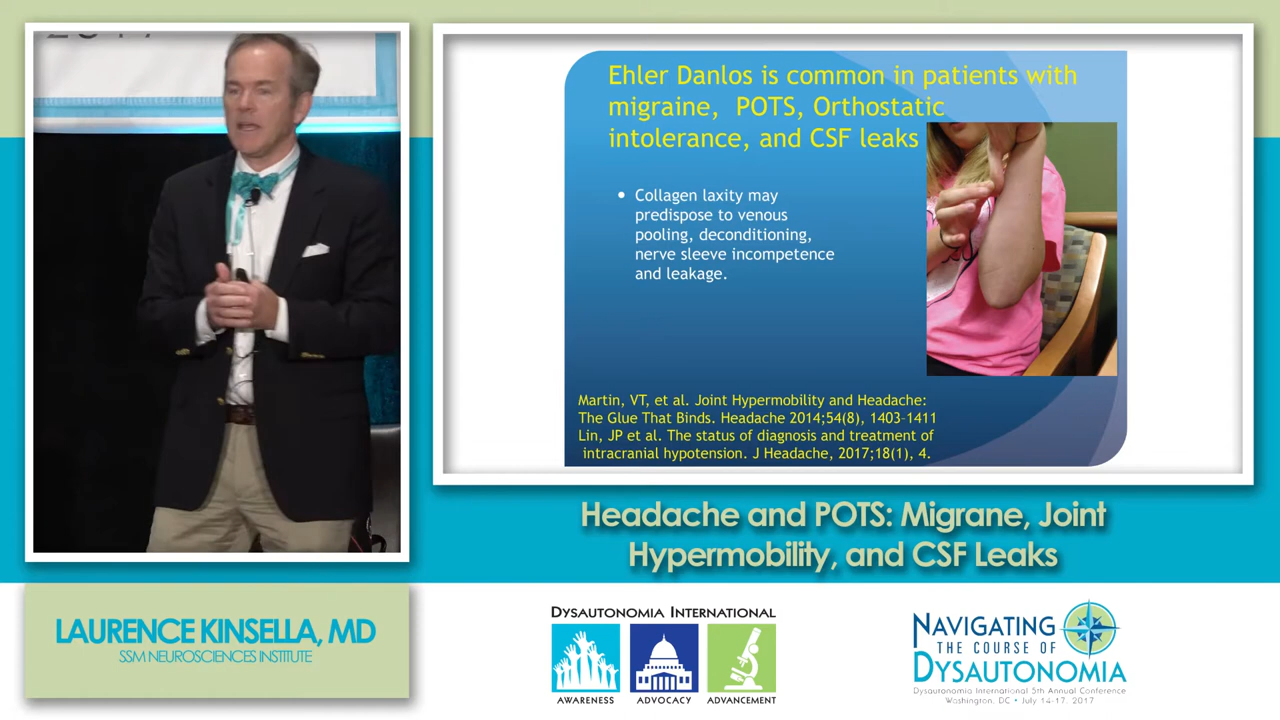 2017
Ehler Danlos is common in patients with
migraine, POTS, Orthostatic
intolerance, and CSF leaks
• Collagen laxity may
predispose to venous
pooling, deconditioning,
nerve sleeve incompetence
and leakage.
Martin, VT, et al. Joint Hypermobility and Headache:
The Glue That Binds. Headache 2014;54(8), 1403–1411
Lin, JP et al. The status of diagnosis and treatment of
intracranial hypotension. J Headache, 2017;18(1), 4.
Headache and POTS: Migrane, Joint
Hypermobility, and CSF Leaks
LAURENCE KINSELLA, MD
SSM NEUROSCIENCES INSTITUTE
DYSAUTONOMIA INTERNATIONAL
AWARENESS ADVOCACY ADVANCEMENT
NAVIGATING
THE COURSE OF
DYSAUTONOMIA
Dysautonomia International 5th Annual Conference
Washington, DC • July 14-17, 2017